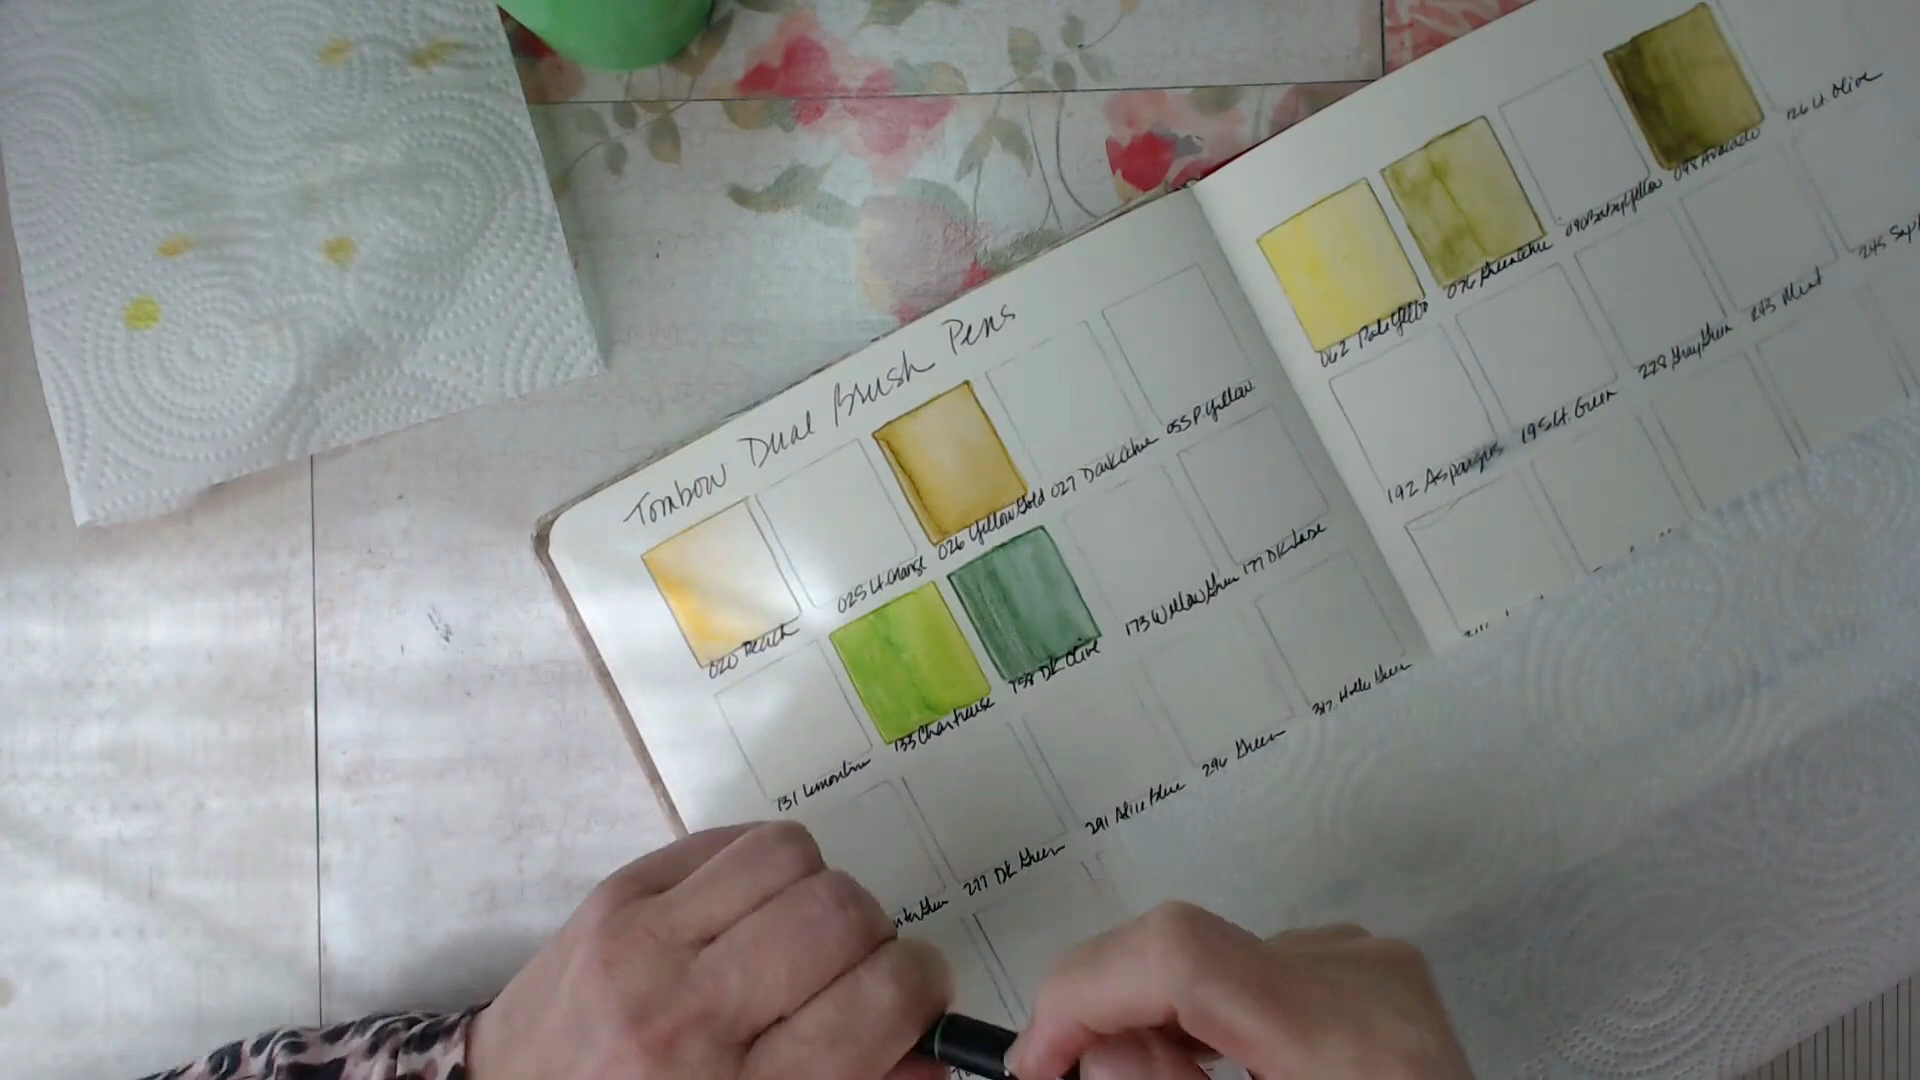 Tombow Dual Brush Pens
020 Peach
025 Lt. Orange
026 Yellow Gold
027 Dark Ochre
055 P. Yellow
131 Lemon Lime
133 Chartreuse
158 DK Olive
173 Willow Green
177 DK Jade
277 DK Green
291 Alice Blue
296 Green
317 Holly Green
062 Pale Yellow
076 Green Ochre
090 Baby Yellow
098 Avocado
126 Lt. Olive
192 Asparagus
195 Lt. Green
228 Gray Green
243 Mint
245 Sap